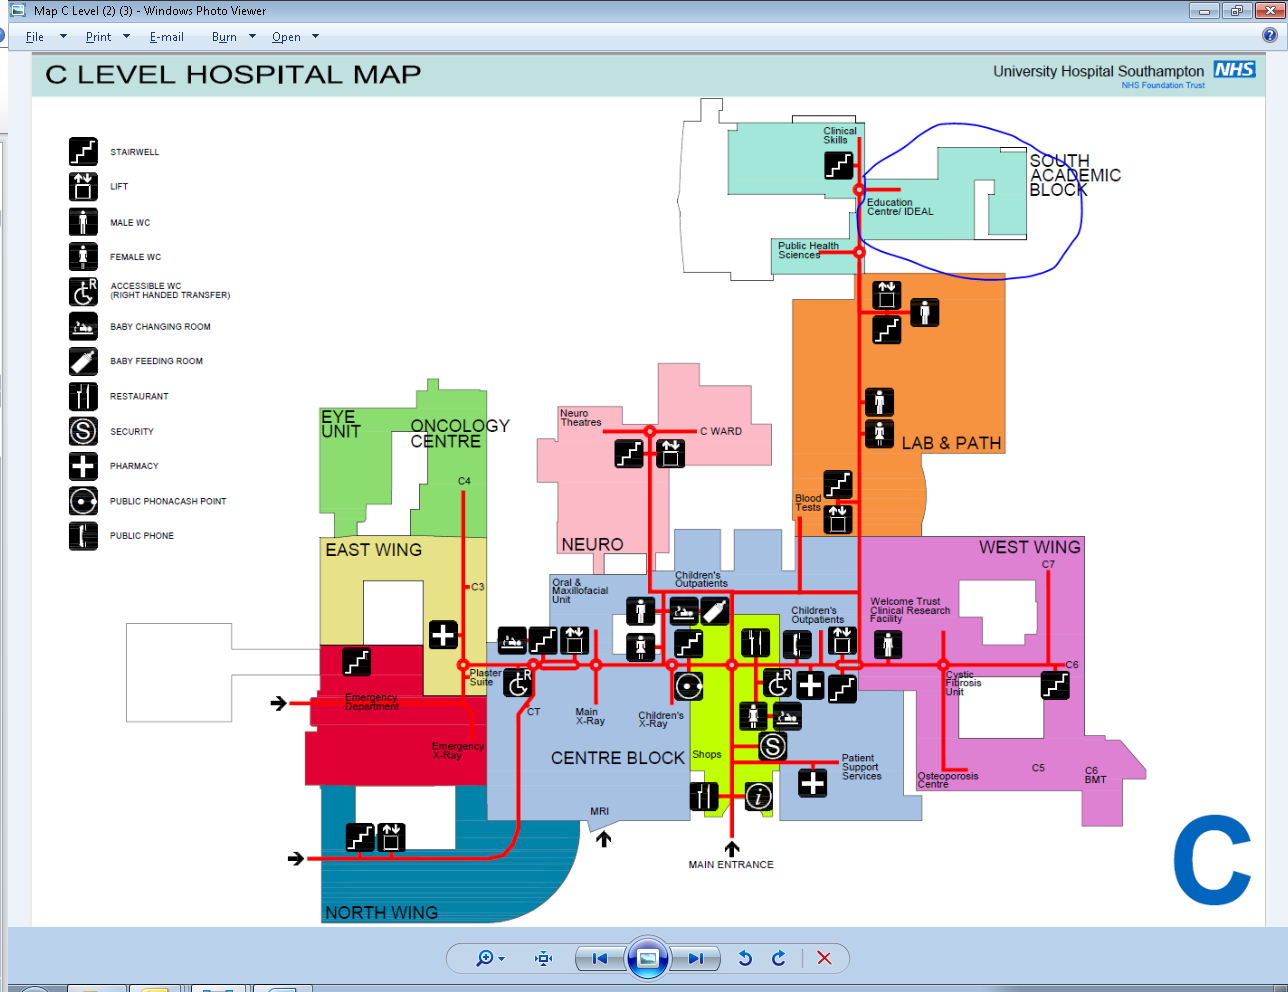 Map C Level (2) (3) - Windows Photo Viewer
File Print E-mail Burn Open
C LEVEL HOSPITAL MAP
University Hospital Southampton NHS
NHS Foundation Trust
STAIRWELL
LIFT
MALE WC
FEMALE WC
ACCESSIBLE WC
(RIGHT HANDED TRANSFER)
BABY CHANGING ROOM
BABY FEEDING ROOM
RESTAURANT
S
SECURITY
PHARMACY
PUBLIC PHONACASH POINT
PUBLIC PHONE
R
Clinical
Skills
SOUTH
ACADEMIC
BLOCK
Education
Centre/ IDEAL
Public Health
Sciences
LAB & PATH
Blood
Tests
EYE
UNIT
ONCOLOGY
CENTRE
C4
Neuro
Theatres
C WARD
NEURO
EAST WING
C3
Oral &
Maxillofacial
Unit
Children's
Outpatients
Children's
Outpatients
WEST WING
C7
Welcome Trust
Clinical Research
Facility
C6
Cystic
Fibrosis
Unit
Osteoporosis
Centre
C5
C6
BMT
Plaster
Suite
R
CT
Main
X-Ray
Children's
X-Ray
R
Emergency
Department
Emergency
X-Ray
CENTRE BLOCK
Shops
S
Patient
Support
Services
i
MRI
MAIN ENTRANCE
NORTH WING
C